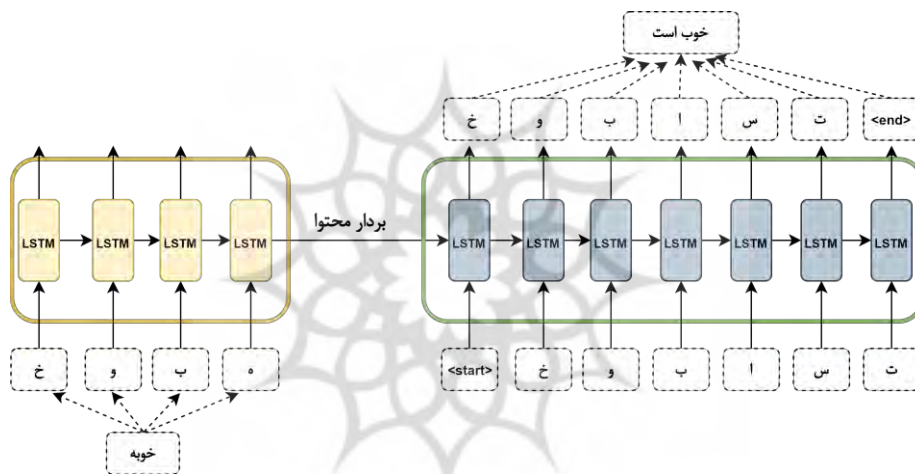 خوب است
خ و ب ا س ت <end>
LSTM LSTM LSTM LSTM بردار محتوا LSTM LSTM LSTM LSTM LSTM LSTM LSTM
خ و ب ه <start> خ و ب ا س ت
خوبه